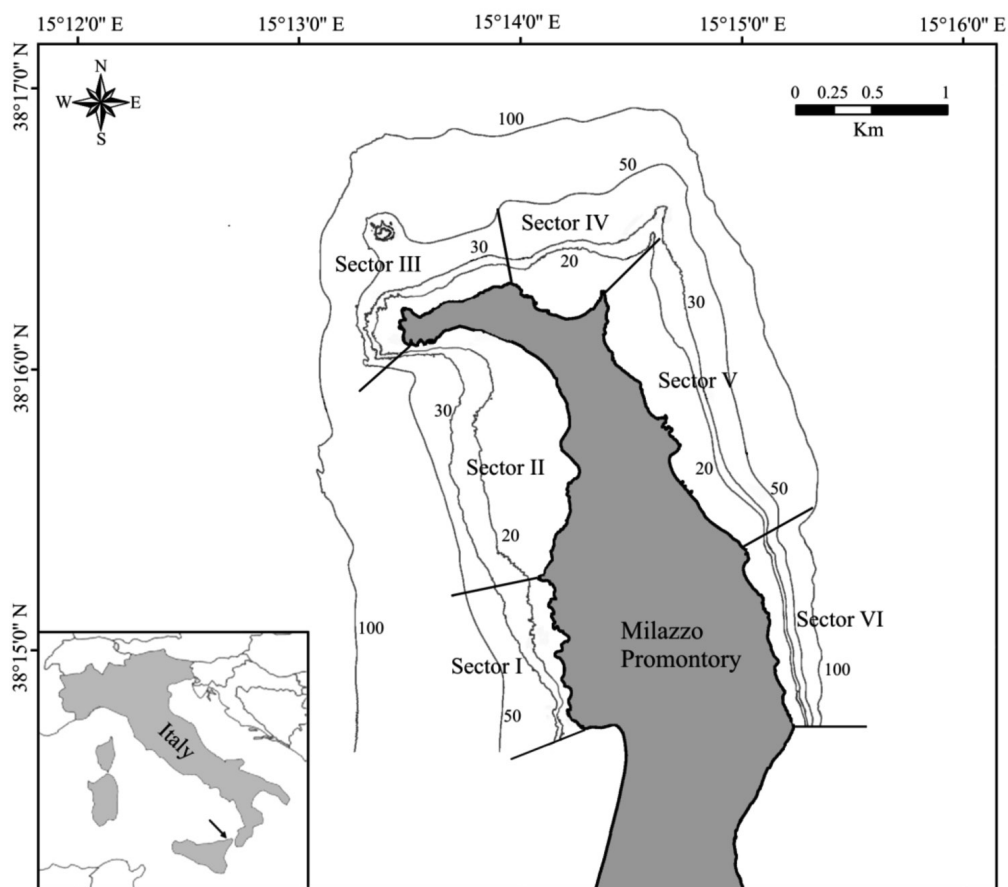 15°12'0" E
15°13'0" E
15°14'0" E
15°15'0" E
15°16'0" E
38°17'0" N
N
W
E
S
0
0.25
0.5
1
Km
100
50
Sector IV
30
20
Sector III
30
38°16'0" N
Sector V
30
20
Sector II
50
20
100
Sector VI
Milazzo
Promontory
38°15'0" N
Sector I
100
50
Italy